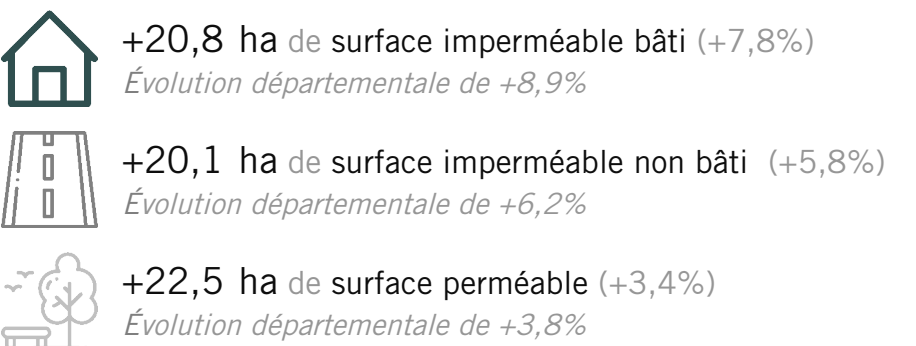 +20,8 ha de surface imperméable bâti (+7,8%)
Évolution départementale de +8,9%
+20,1 ha de surface imperméable non bâti (+5,8%)
Évolution départementale de +6,2%
+22,5 ha de surface perméable (+3,4%)
Évolution départementale de +3,8%